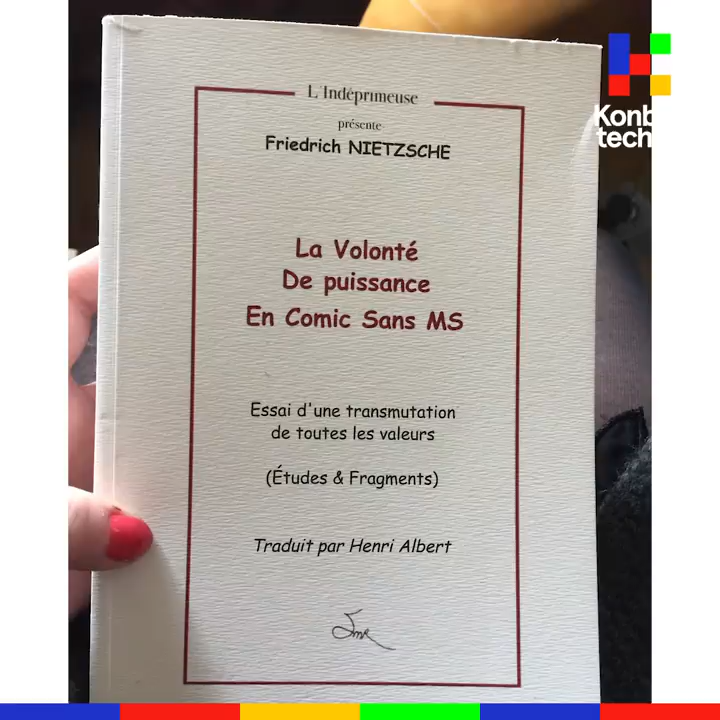 L'Indéprimeuse
présente
Friedrich NIETZSCHE
La Volonté
De puissance
En Comic Sans MS
Essai d'une transmutation
de toutes les valeurs
(Études & Fragments)
Traduit par Henri Albert
Konb
tech